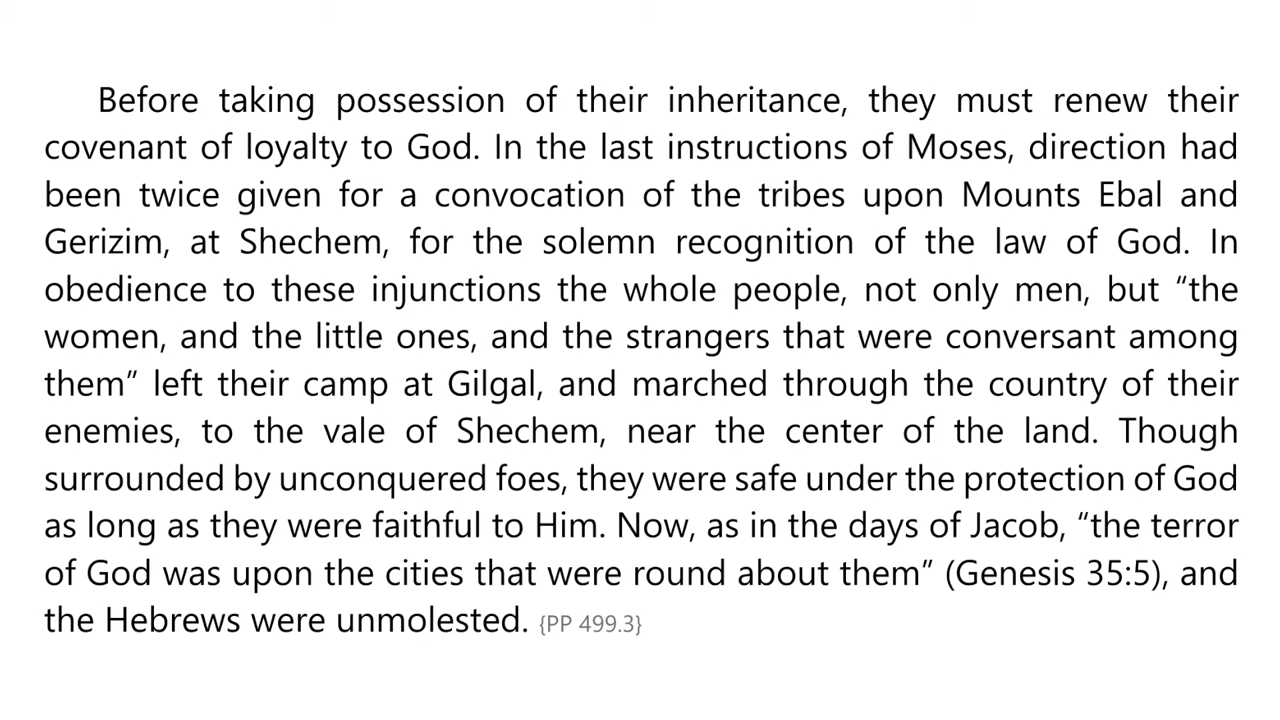 Before taking possession of their inheritance, they must renew their
covenant of loyalty to God. In the last instructions of Moses, direction had
been twice given for a convocation of the tribes upon Mounts Ebal and
Gerizim, at Shechem, for the solemn recognition of the law of God. In
obedience to these injunctions the whole people, not only men, but “the
women, and the little ones, and the strangers that were conversant among
them” left their camp at Gilgal, and marched through the country of their
enemies, to the vale of Shechem, near the center of the land. Though
surrounded by unconquered foes, they were safe under the protection of God
as long as they were faithful to Him. Now, as in the days of Jacob, “the terror
of God was upon the cities that were round about them” (Genesis 35:5), and
the Hebrews were unmolested. {PP 499.3}